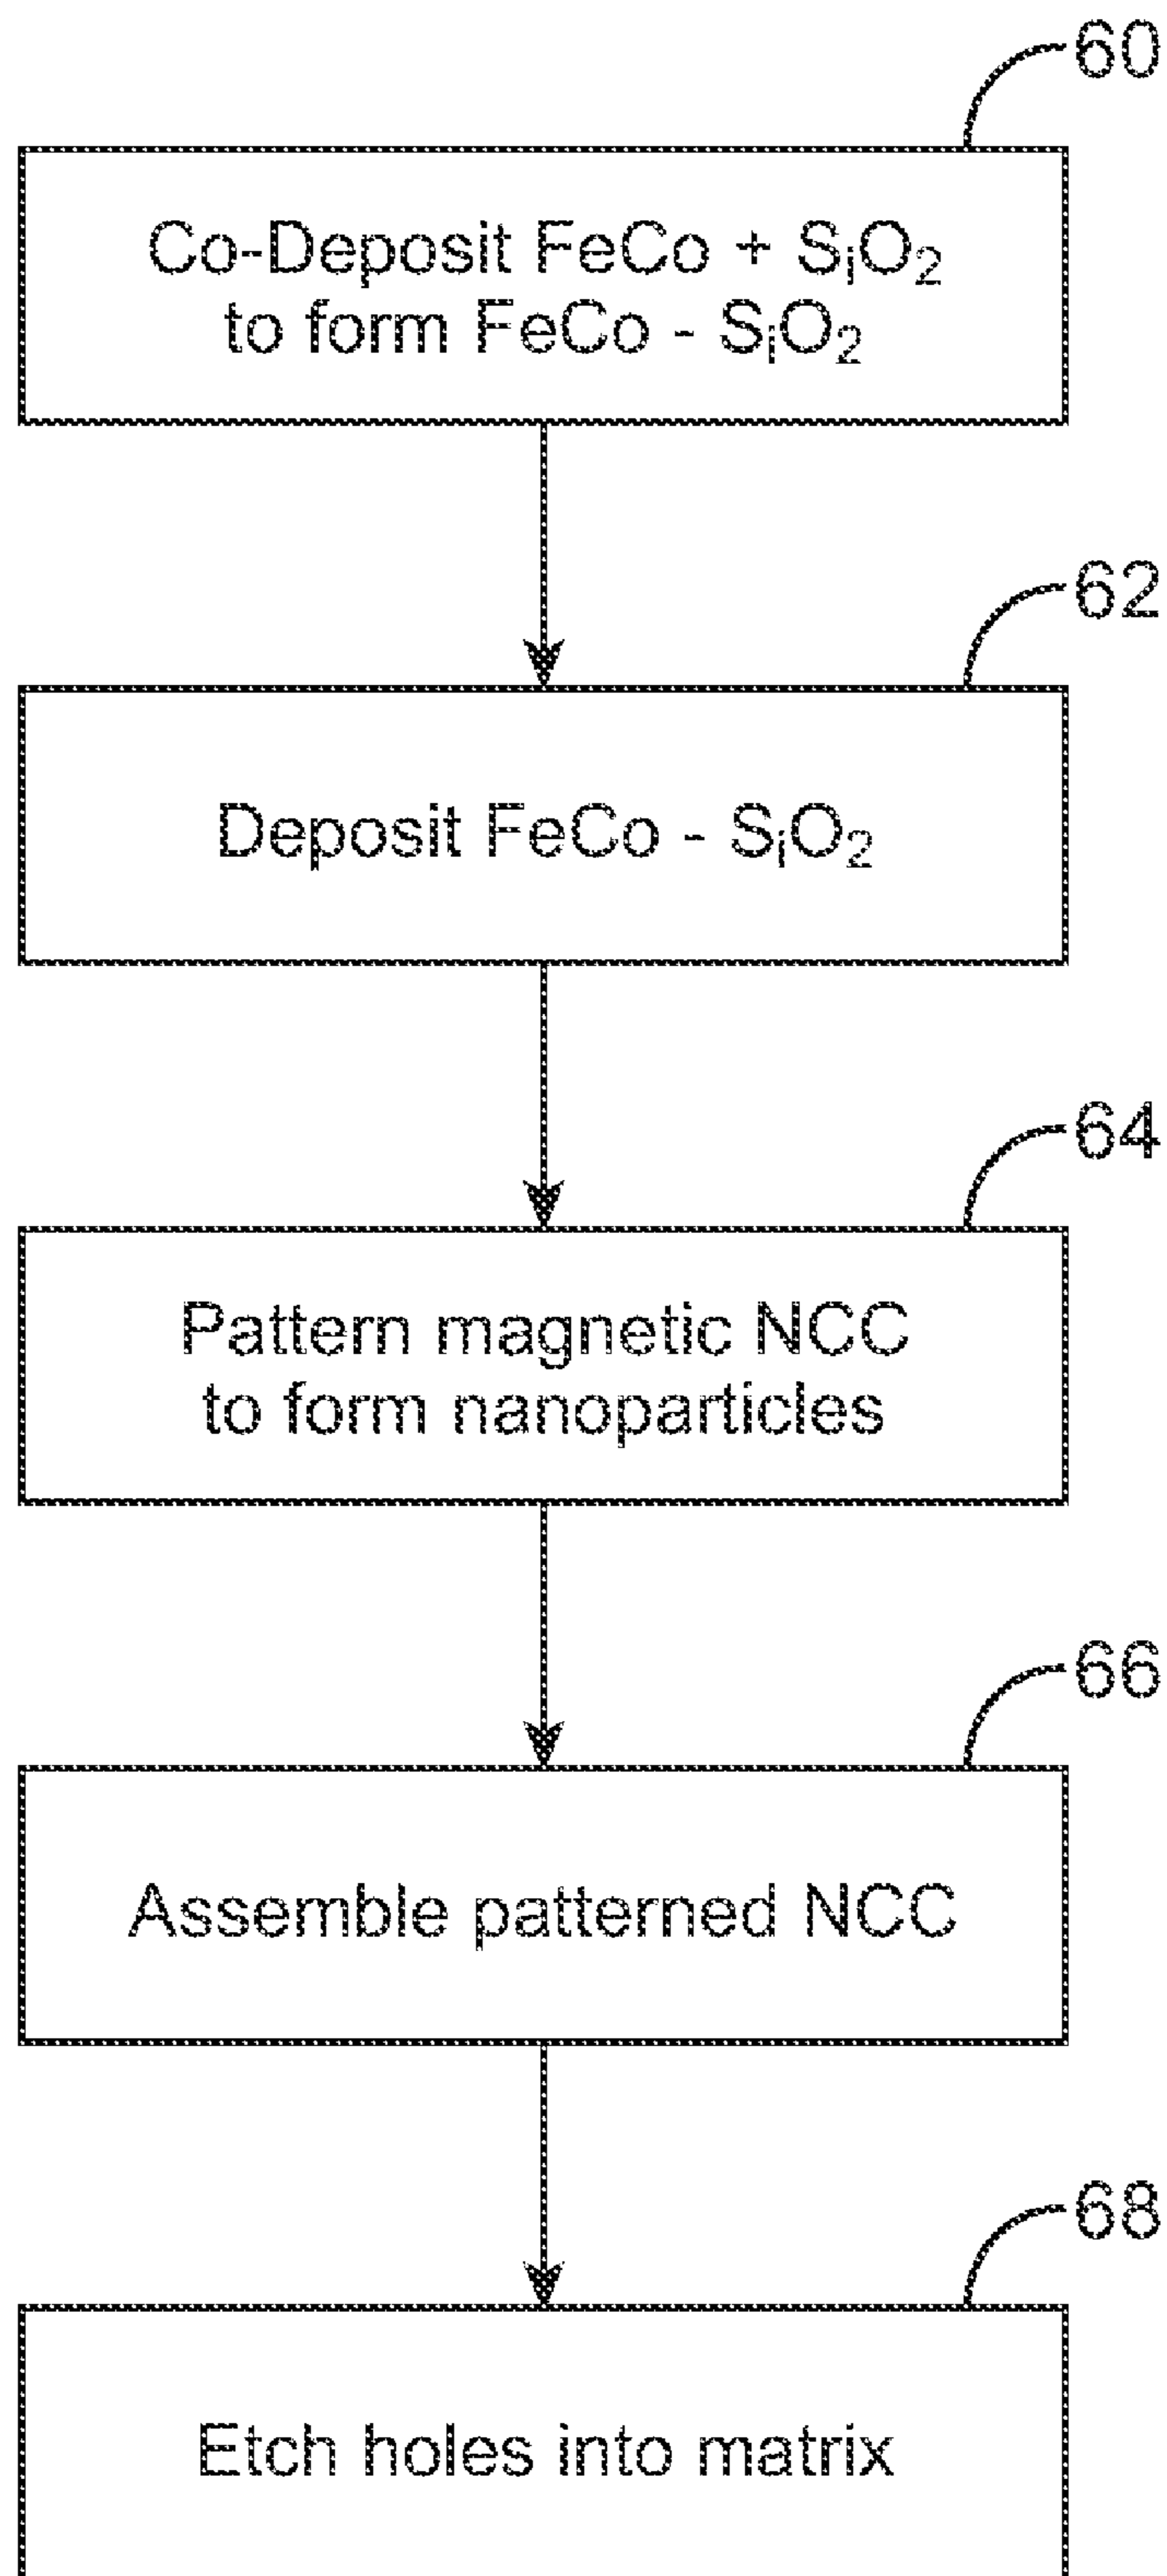 60
Co-Deposit FeCo + SiO₂
to form FeCo - SiO₂
62
Deposit FeCo - SiO₂
64
Pattern magnetic NCC
to form nanoparticles
66
Assemble patterned NCC
68
Etch holes into matrix